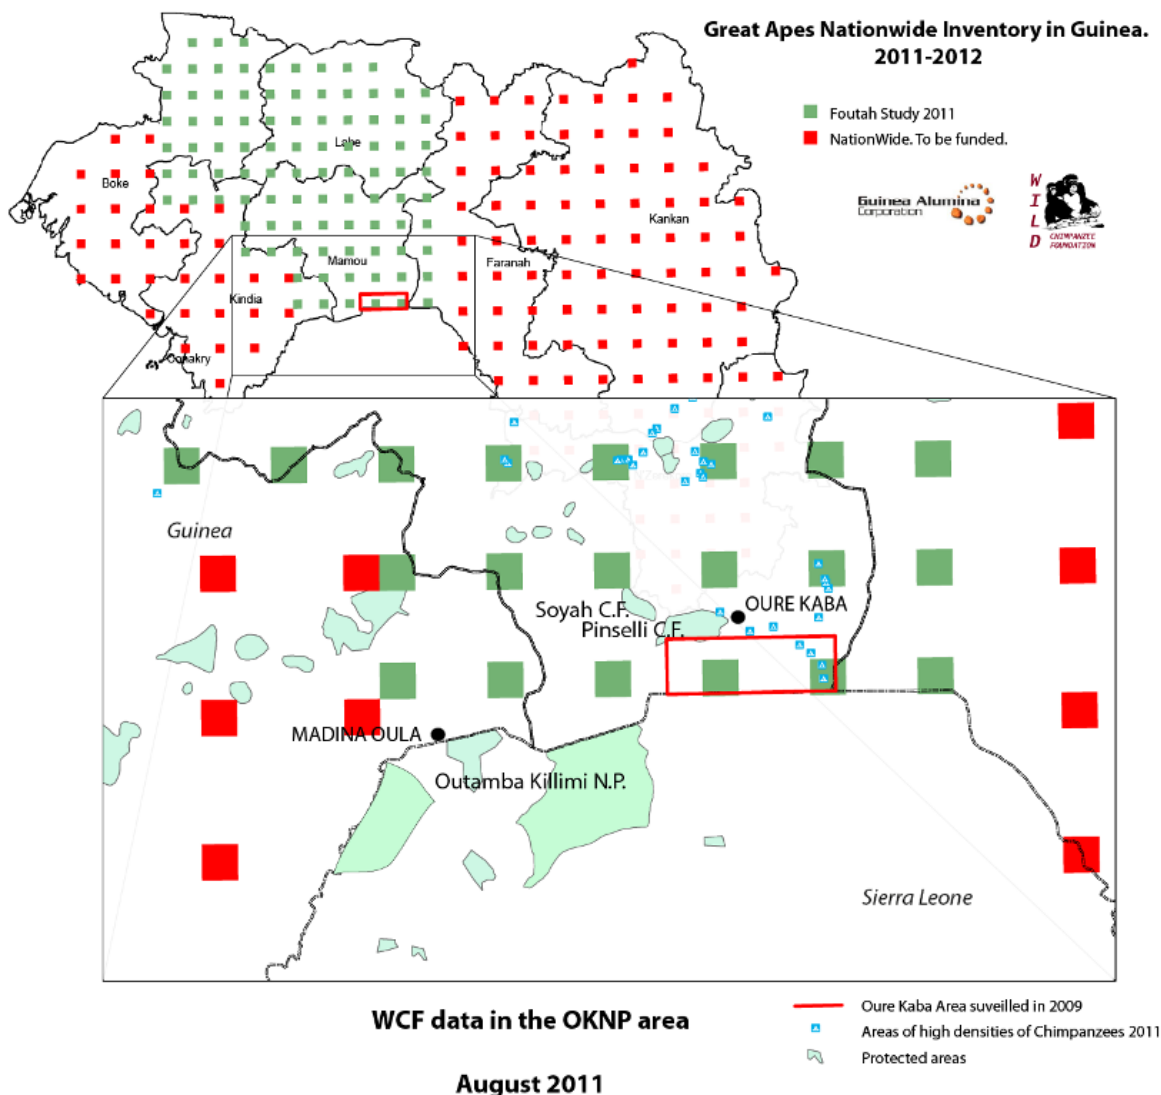 Great Apes Nationwide Inventory in Guinea.
2011-2012
Foutah Study 2011
NationWide. To be funded.
Guinea Alumina
Corporation
WILD
CHIMPANZEE
FOUNDATION
Labe
Boke
Kankan
Mamou
Faranah
Kindia
Conakry
Guinea
OURE KABA
Soyah C.F.
Pinselli C.F.
MADINA OULA
Outamba Killimi N.P.
Sierra Leone
WCF data in the OKNP area
August 2011
Oure Kaba Area suveilled in 2009
Areas of high densities of Chimpanzees 2011
Protected areas